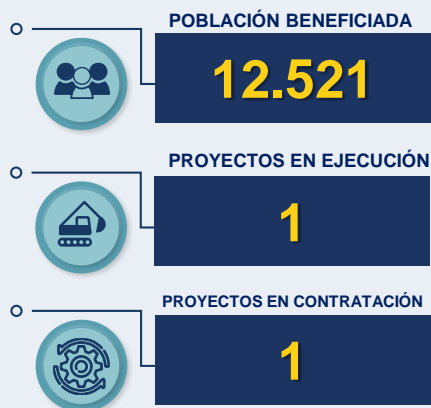 POBLACIÓN BENEFICIADA
12.521
PROYECTOS EN EJECUCIÓN
1
PROYECTOS EN CONTRATACIÓN
1